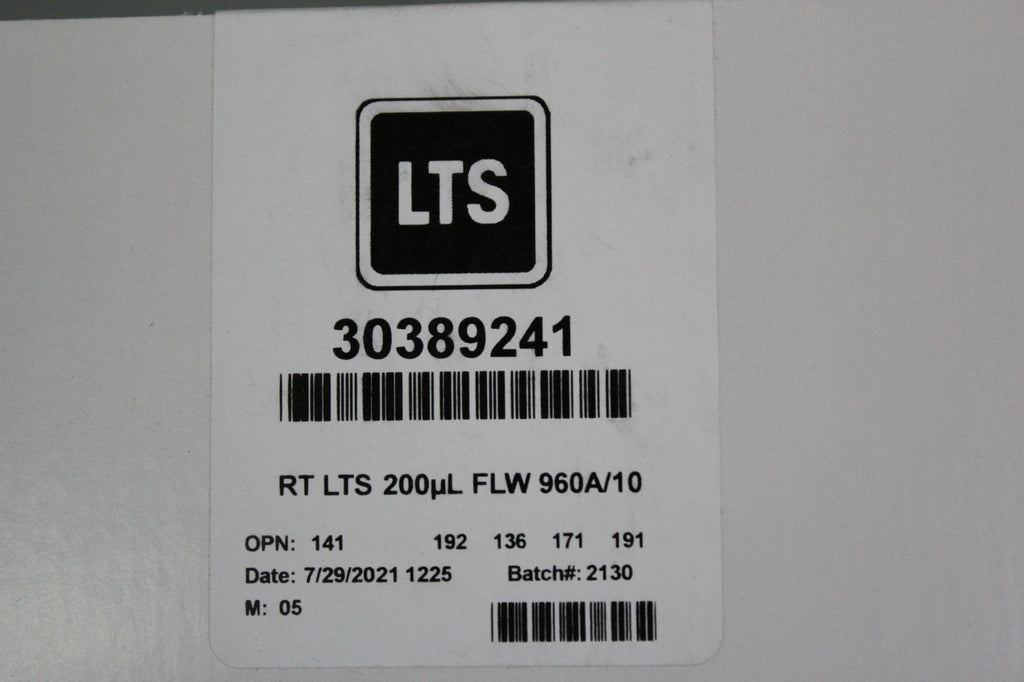 LTS
30389241
RT LTS 200µL FLW 960A/10
OPN: 141 192 136 171 191
Date: 7/29/2021 1225 Batch#: 2130
M: 05